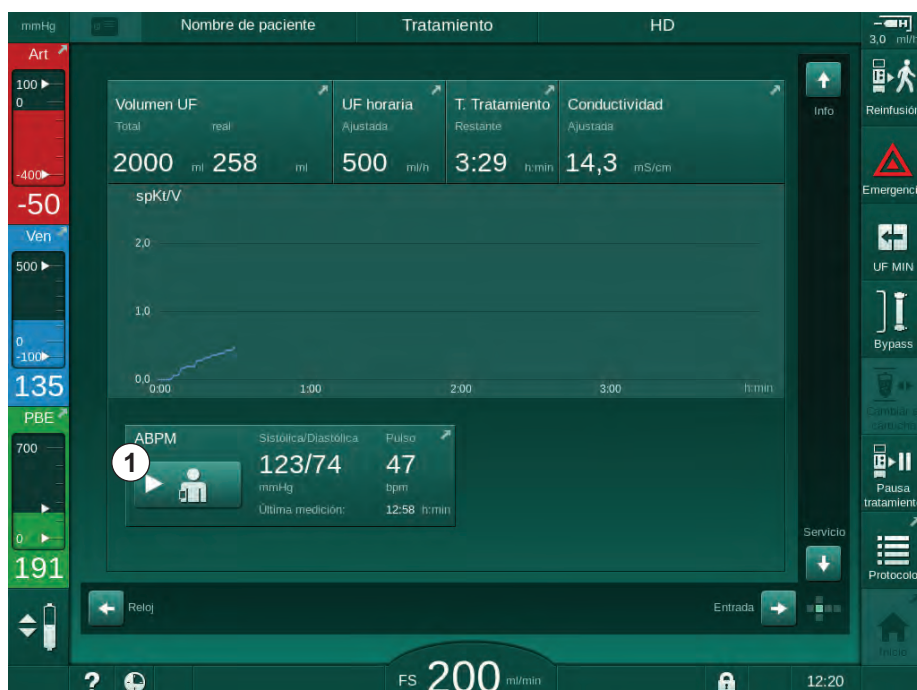 mmHg
Nombre de paciente
Tratamiento
HD
3,0 ml/h
Art
100
0
-400
-50
Ven
500
0
-100
135
PBE
700
0
191
Volumen UF
Total real
2000 ml 258 ml
UF horaria
Ajustada
500 ml/h
T. Tratamiento
Restante
3:29 h:min
Conductividad
Ajustada
14,3 mS/cm
spKt/V
2,0
1,0
0,0
0:00 1:00 2:00 3:00 h:min
ABPM
1
Sistólica/Diastólica Pulso
123/74 47
mmHg bpm
Última medición: 12:58 h:min
Info
Servicio
Reloj
Entrada
Reinfusión
Emergenci
UF MIN
Bypass
Cambiar
cartucho
Pausa
tratamient
Protocolo
Inicio
?
FS 200 ml/min
12:20